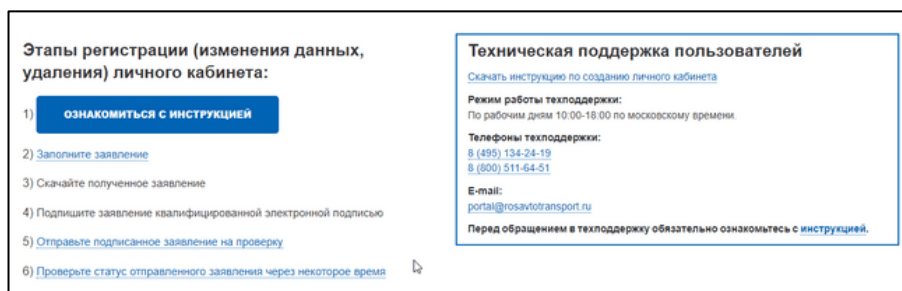 Этапы регистрации (изменения данных,
удаления) личного кабинета:
1) ОЗНАКОМИТЬСЯ С ИНСТРУКЦИЕЙ
2) Заполните заявление
3) Скачайте полученное заявление
4) Подпишите заявление квалифицированной электронной подписью
5) Отправьте подписанное заявление на проверку
6) Проверьте статус отправленного заявления через некоторое время
Техническая поддержка пользователей
Скачать инструкцию по созданию личного кабинета
Режим работы техподдержки:
По рабочим дням 10:00-18:00 по московскому времени.
Телефоны техподдержки:
8 (495) 134-24-19
8 (800) 511-64-51
E-mail:
portal@rosavtotransport.ru
Перед обращением в техподдержку обязательно ознакомьтесь с инструкцией.